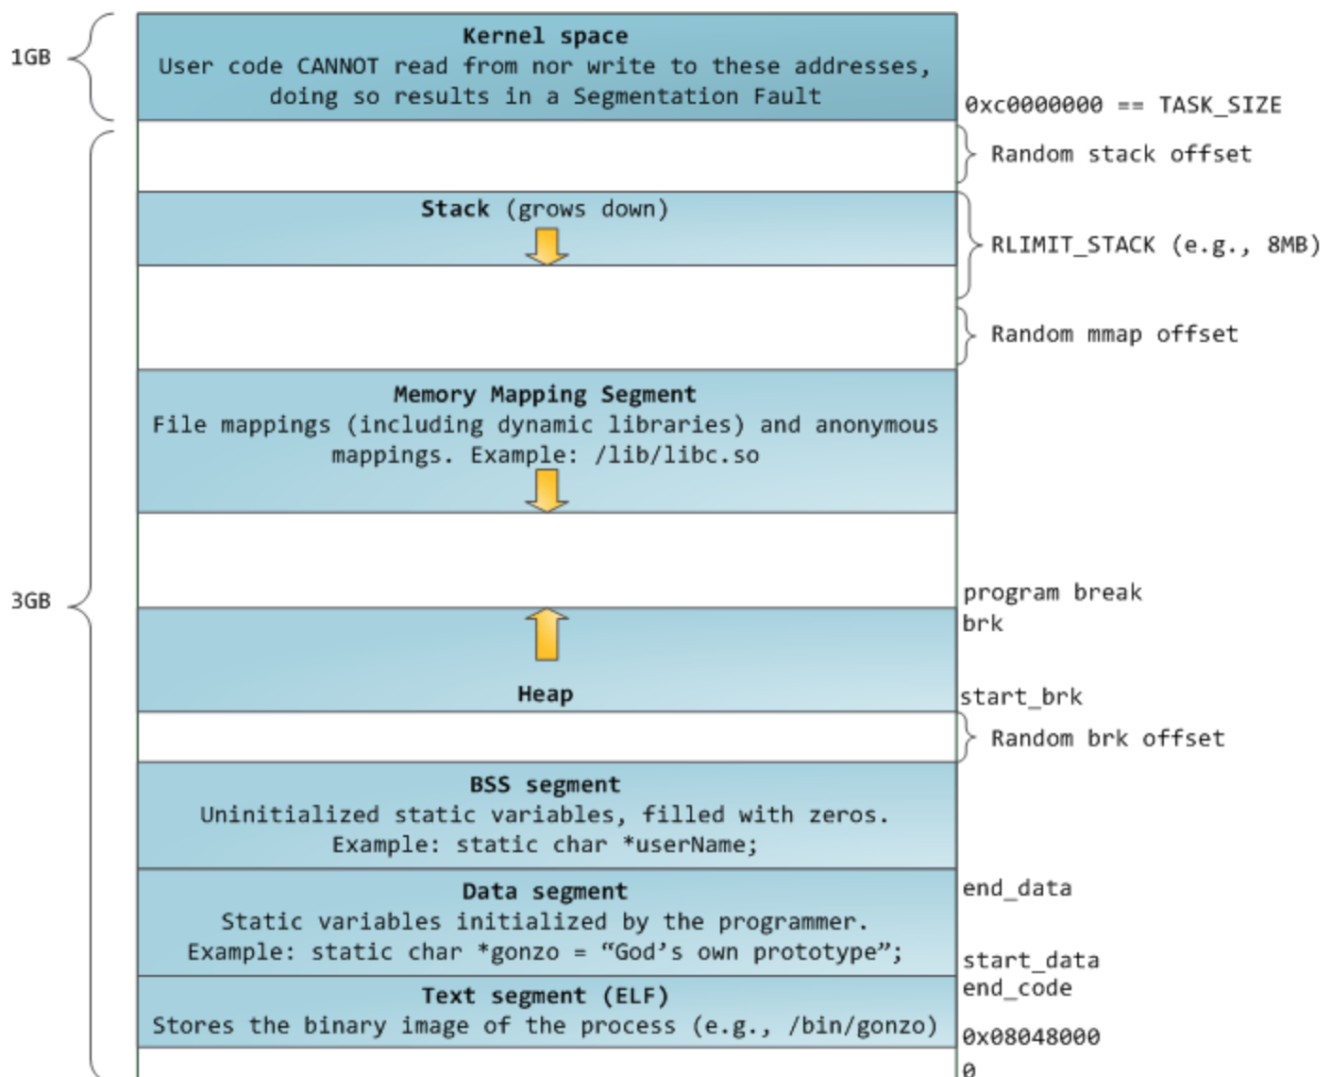 Kernel space
1GB
User code CANNOT read from nor write to these addresses,
doing so results in a Segmentation Fault
0xc0000000 == TASK_SIZE
Random stack offset
Stack (grows down)
RLIMIT_STACK (e.g., 8MB)
Random mmap offset
Memory Mapping Segment
File mappings (including dynamic libraries) and anonymous
mappings. Example: /lib/libc.so
3GB
program break
brk
Heap
start_brk
Random brk offset
BSS segment
Uninitialized static variables, filled with zeros.
Example: static char *userName;
Data segment
end_data
Static variables initialized by the programmer.
Example: static char *gonzo = “God’s own prototype”;
start_data
end_code
Text segment (ELF)
Stores the binary image of the process (e.g., /bin/gonzo)
0x08048000
0